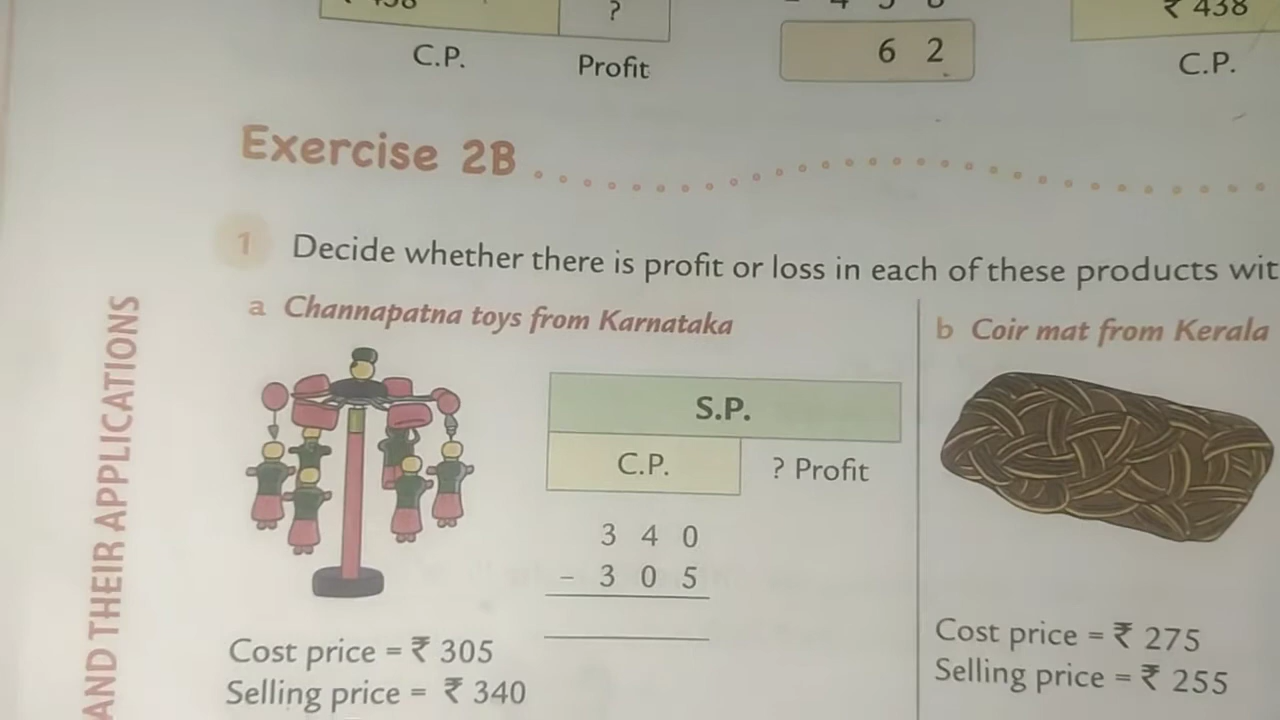 ?
6 2
₹ 438
C.P.
Profit
C.P.
Exercise 2B
1 Decide whether there is profit or loss in each of these products
a Channapatna toys from Karnataka
S.P.
C.P.
? Profit
3 4 0
– 3 0 5
Cost price = ₹ 305
Selling price = ₹ 340
b Coir mat from Kerala
Cost price = ₹ 275
Selling price = ₹ 255
AND THEIR APPLICATIONS